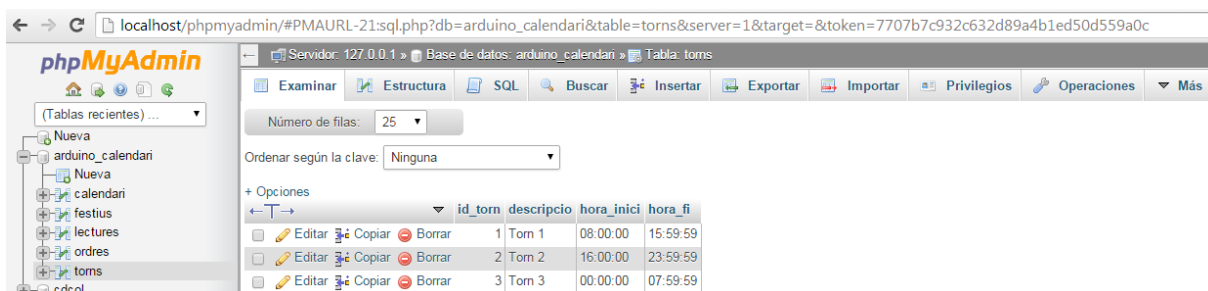 localhost/phpmyadmin/#PMAURL-21:sql.php?db=arduino_calendari&table=torns&server=1&target=&token=7707b7c932c632d89a4b1ed50d559a0c
phpMyAdmin
(Tablas recientes) ...
Nueva
arduino_calendari
Nueva
calendari
festius
lectures
ordres
torns
cdcol
Servidor: 127.0.0.1 » Base de datos: arduino_calendari » Tabla: torns
Examinar Estructura SQL Buscar Insertar Exportar Importar Privilegios Operaciones Más
Número de filas: 25
Ordenar según la clave: Ninguna
+ Opciones
←T→ id_torn descripcio hora_inici hora_fi
Editar Copiar Borrar 1 Torn 1 08:00:00 15:59:59
Editar Copiar Borrar 2 Torn 2 16:00:00 23:59:59
Editar Copiar Borrar 3 Torn 3 00:00:00 07:59:59